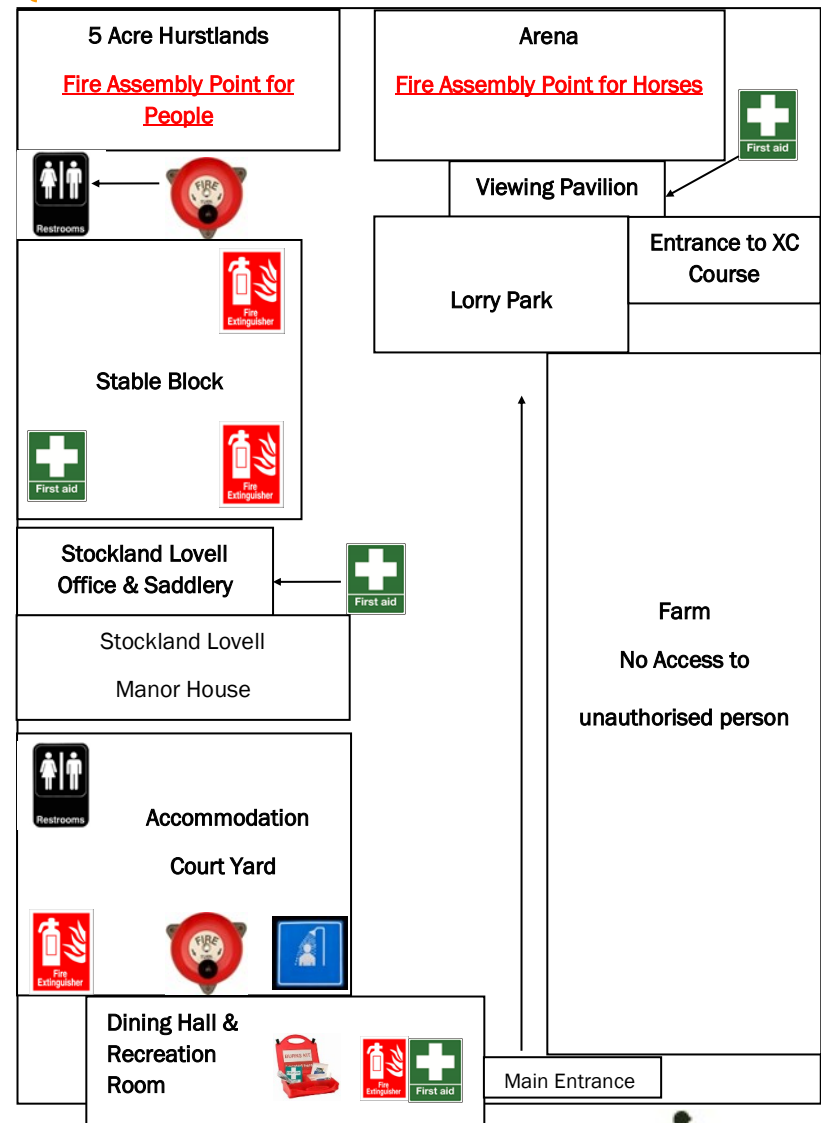 5 Acre Hurstlands
Fire Assembly Point for
People
Arena
Fire Assembly Point for Horses
First aid
Viewing Pavilion
Restrooms
FIRE
Entrance to XC
Course
Lorry Park
Fire
Extinguisher
Stable Block
First aid
Fire
Extinguisher
Stockland Lovell
Office & Saddlery
First aid
Stockland Lovell
Manor House
Farm
No Access to
unauthorised person
Restrooms
Accommodation
Court Yard
Fire
Extinguisher
FIRE
Dining Hall &
Recreation
Room
BURNS KIT
Fire
Extinguisher
First aid
Main Entrance